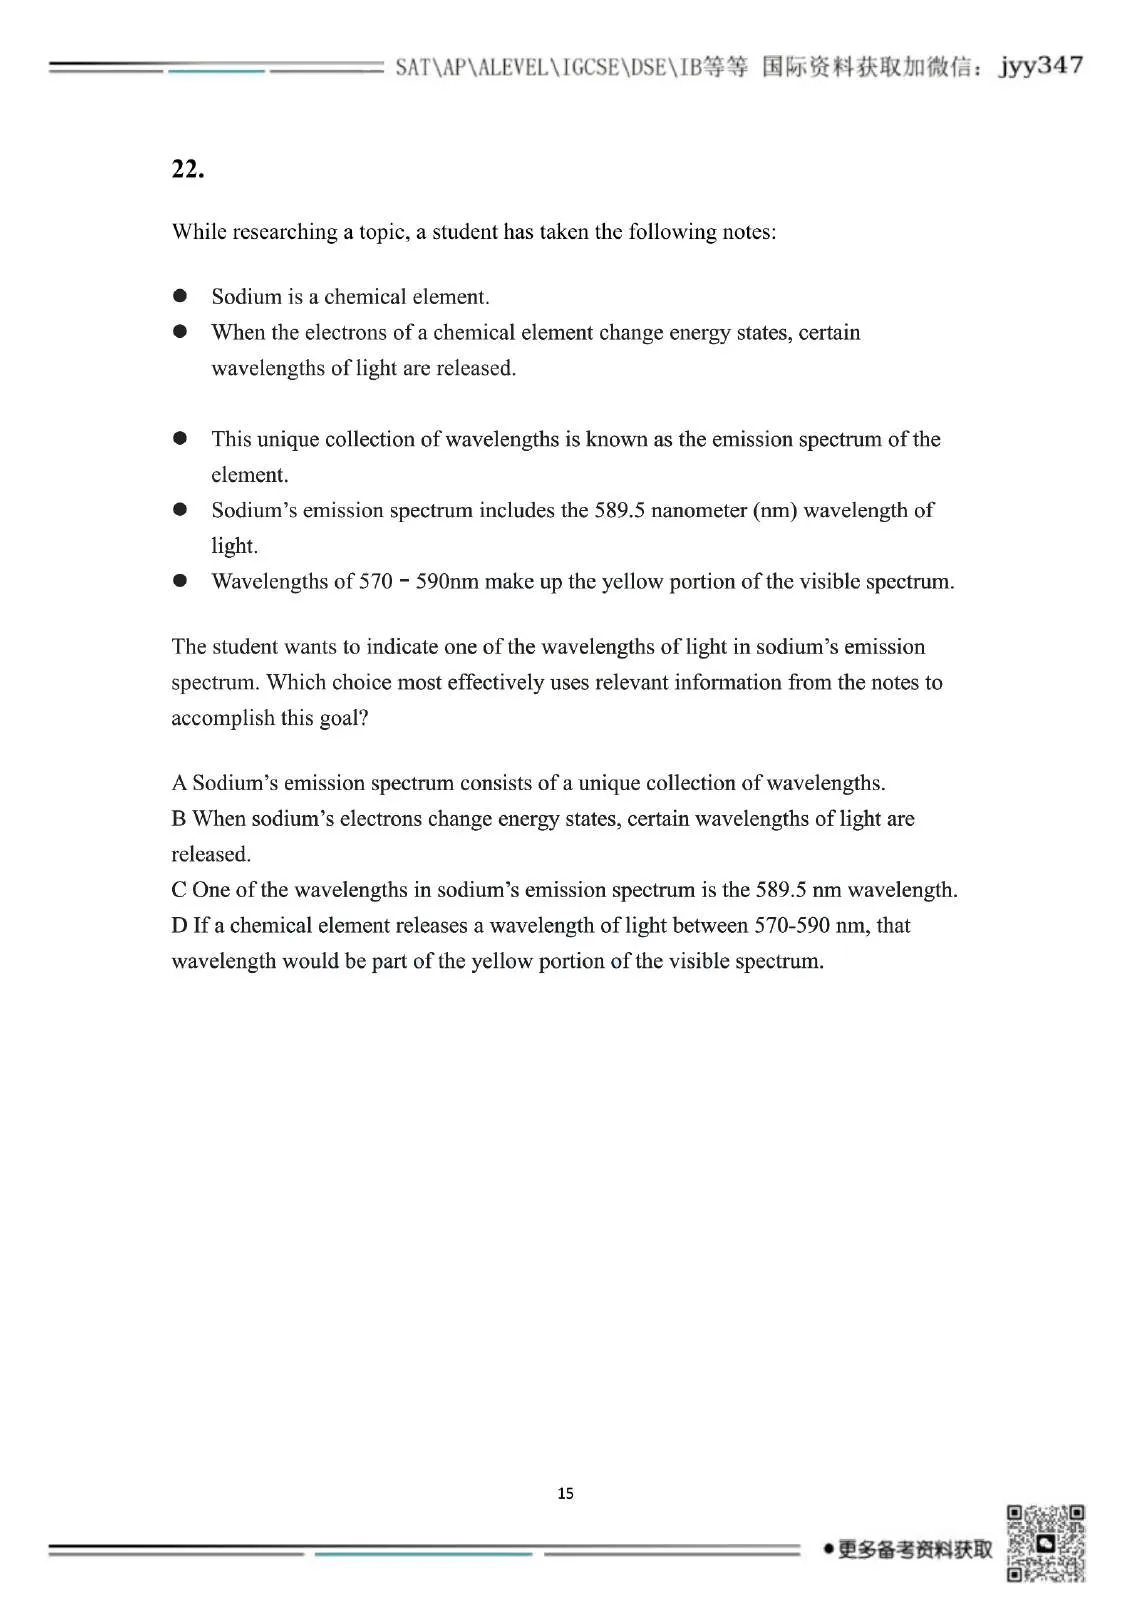 SAT\AP\ALEVEL\IGCSE\DSE\IB等等 国际资料获取加微信: jyy347
22.
While researching a topic, a student has taken the following notes:
● Sodium is a chemical element.
● When the electrons of a chemical element change energy states, certain
wavelengths of light are released.
● This unique collection of wavelengths is known as the emission spectrum of the
element.
● Sodium's emission spectrum includes the 589.5 nanometer (nm) wavelength of
light.
● Wavelengths of 570 - 590nm make up the yellow portion of the visible spectrum.
The student wants to indicate one of the wavelengths of light in sodium's emission
spectrum. Which choice most effectively uses relevant information from the notes to
accomplish this goal?
A Sodium's emission spectrum consists of a unique collection of wavelengths.
B When sodium's electrons change energy states, certain wavelengths of light are
released.
C One of the wavelengths in sodium's emission spectrum is the 589.5 nm wavelength.
D If a chemical element releases a wavelength of light between 570-590 nm, that
wavelength would be part of the yellow portion of the visible spectrum.
15
●更多备考资料获取